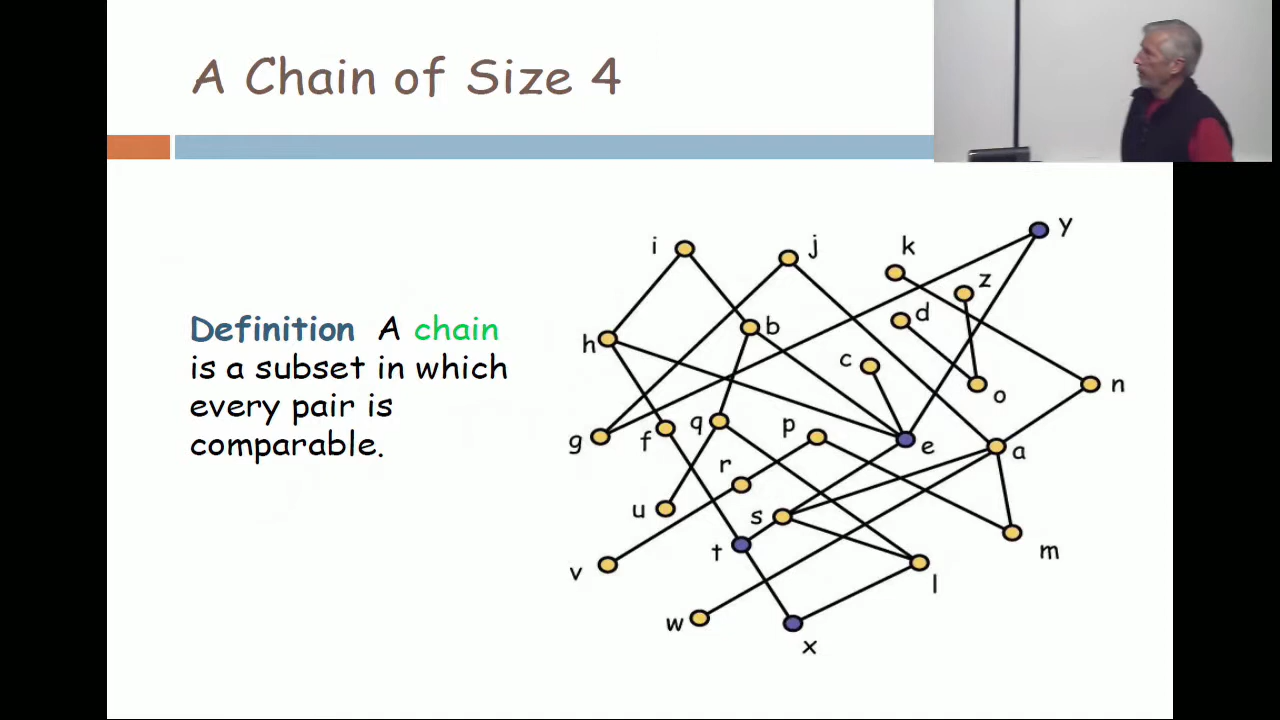 A Chain of Size 4
Definition A chain
is a subset in which
every pair is
comparable.
y
i
j
k
z
d
h
b
c
o
n
g
f
q
p
e
a
r
u
s
t
m
v
l
w
x